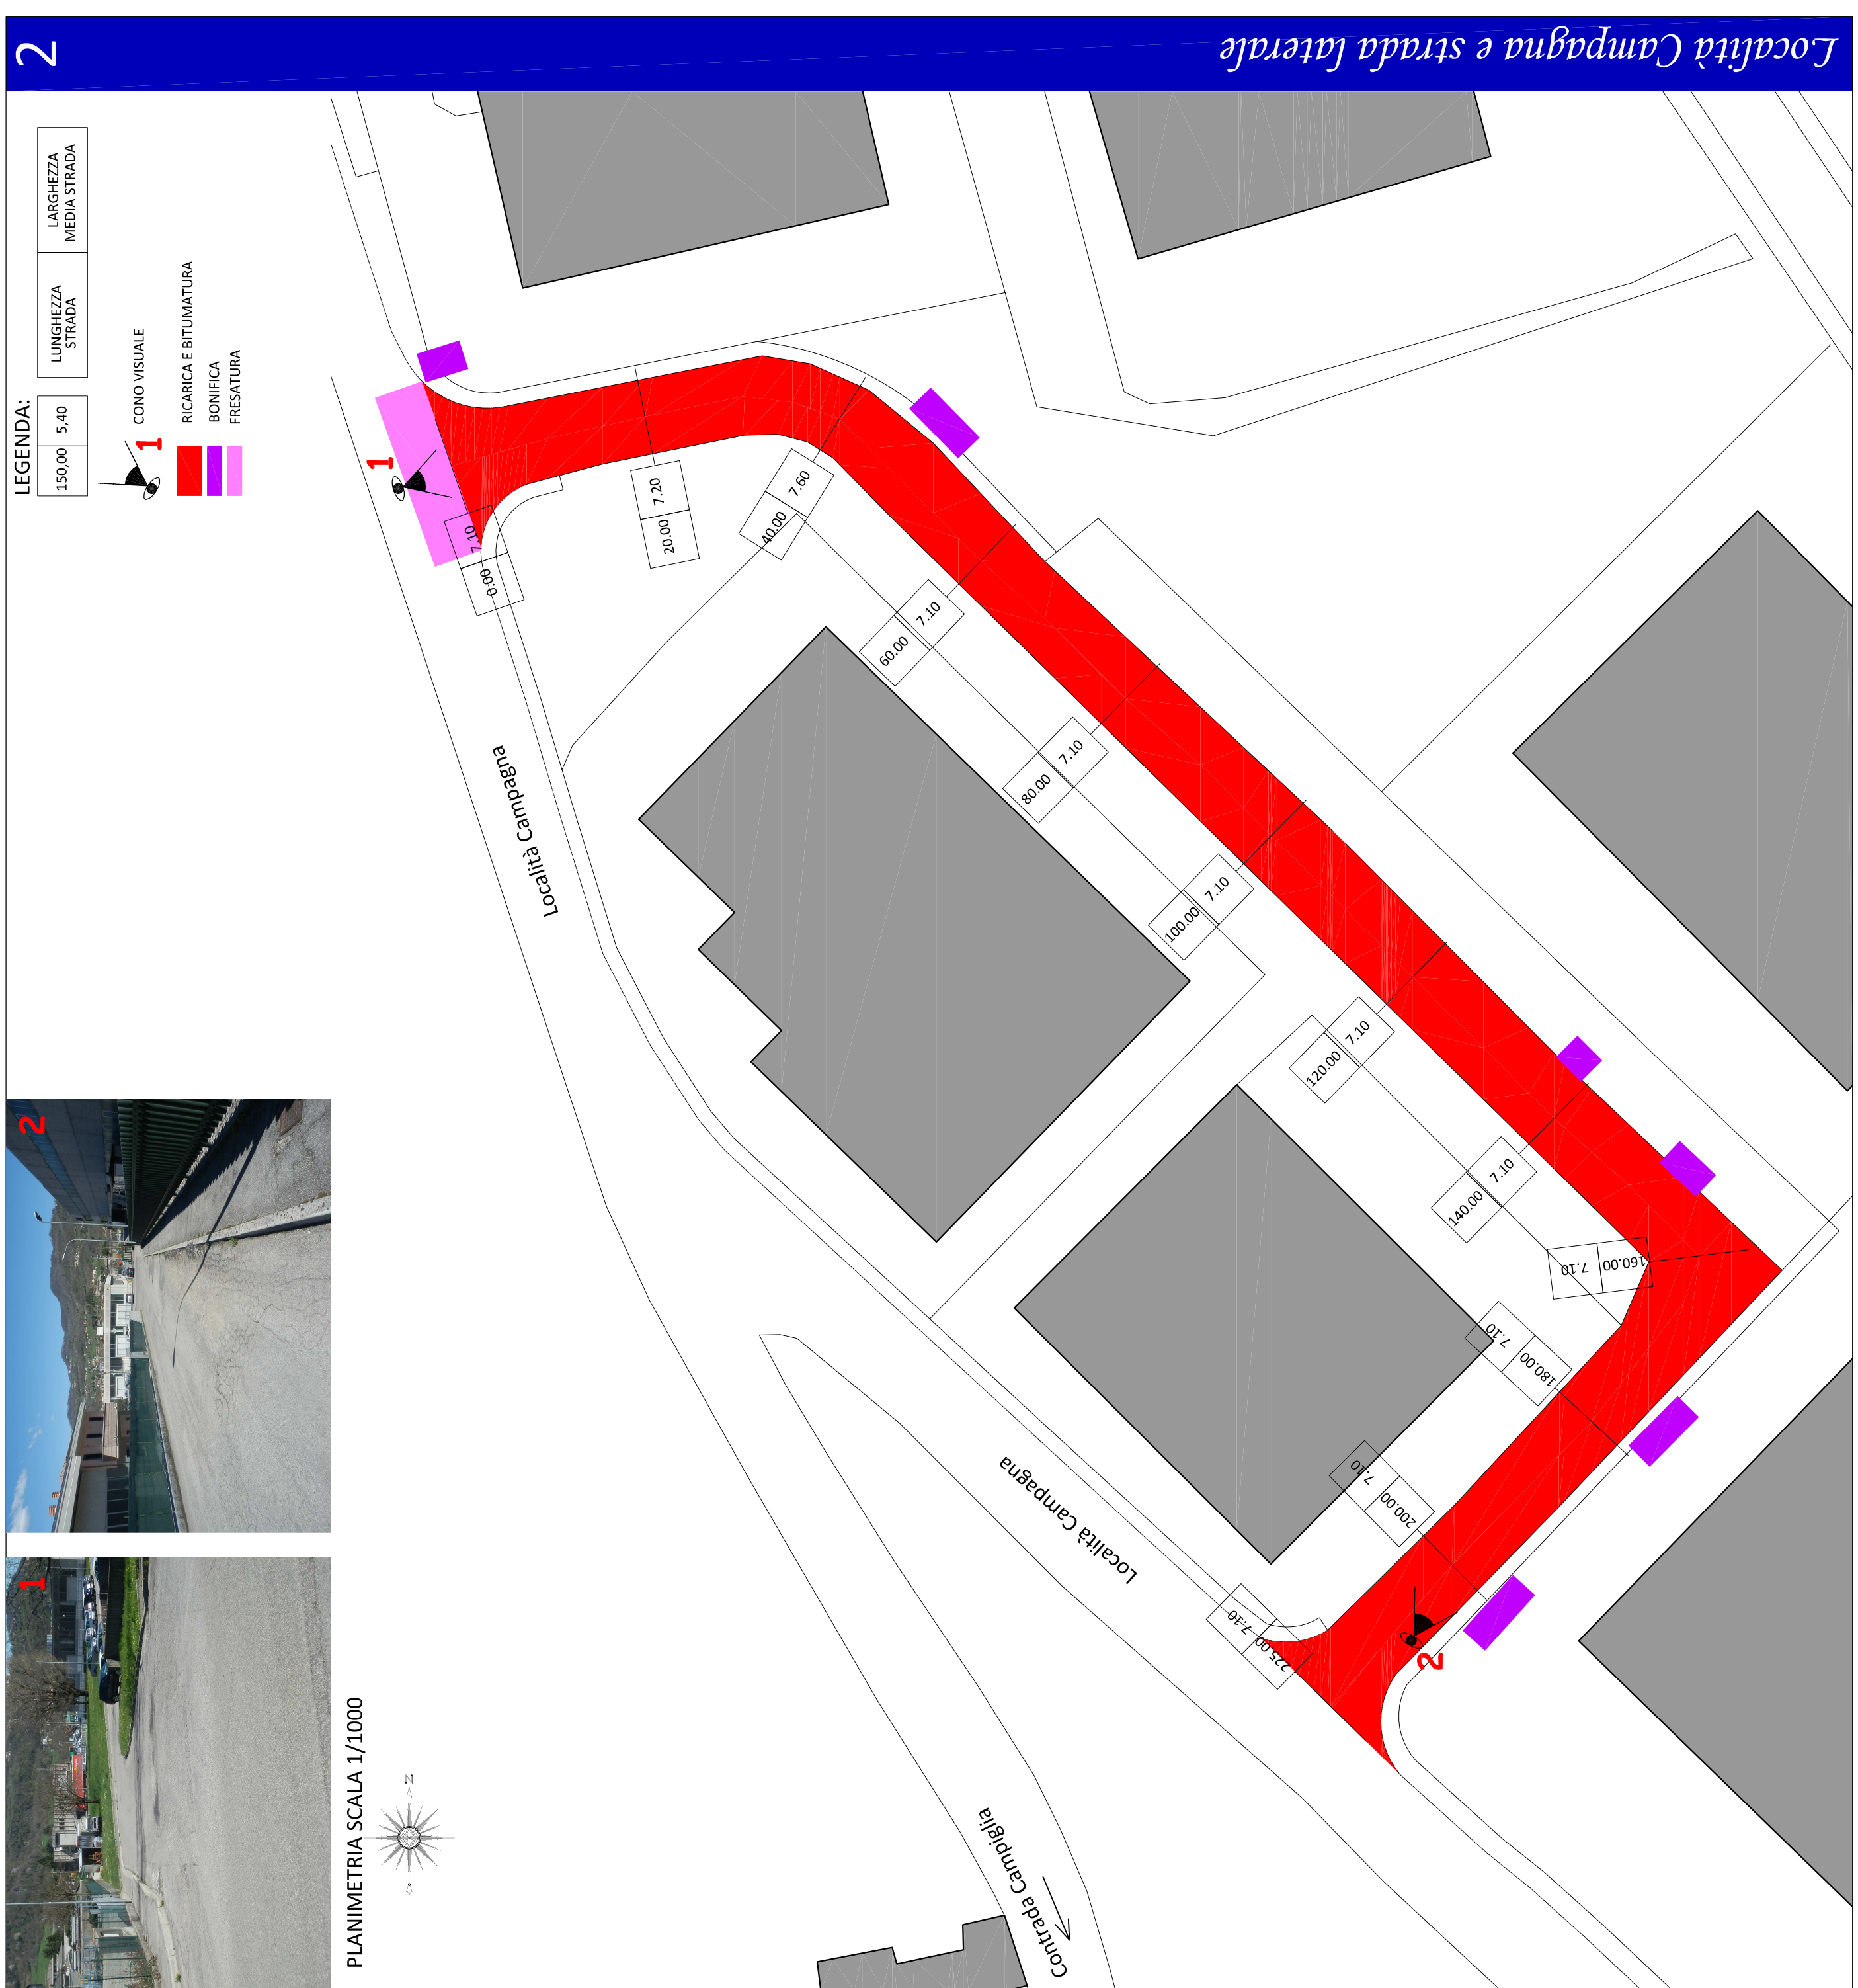 2
Località Campagna e strada laterale
LEGENDA:
150,00
5,40
LUNGHEZZA
STRADA
LARGHEZZA
MEDIA STRADA
1
CONO VISUALE
RICARICA E BITUMATURA
BONIFICA
FRESATURA
1
0.00
7.10
20.00
7.20
40.00
7.60
60.00
7.10
80.00
7.10
100.00
7.10
120.00
7.10
140.00
7.10
160.00
7.10
180.00
7.10
200.00
7.10
225.00
7.10
2
Località Campagna
Località Campagna
Contrada Campiglia
1
2
PLANIMETRIA SCALA 1/1000
N